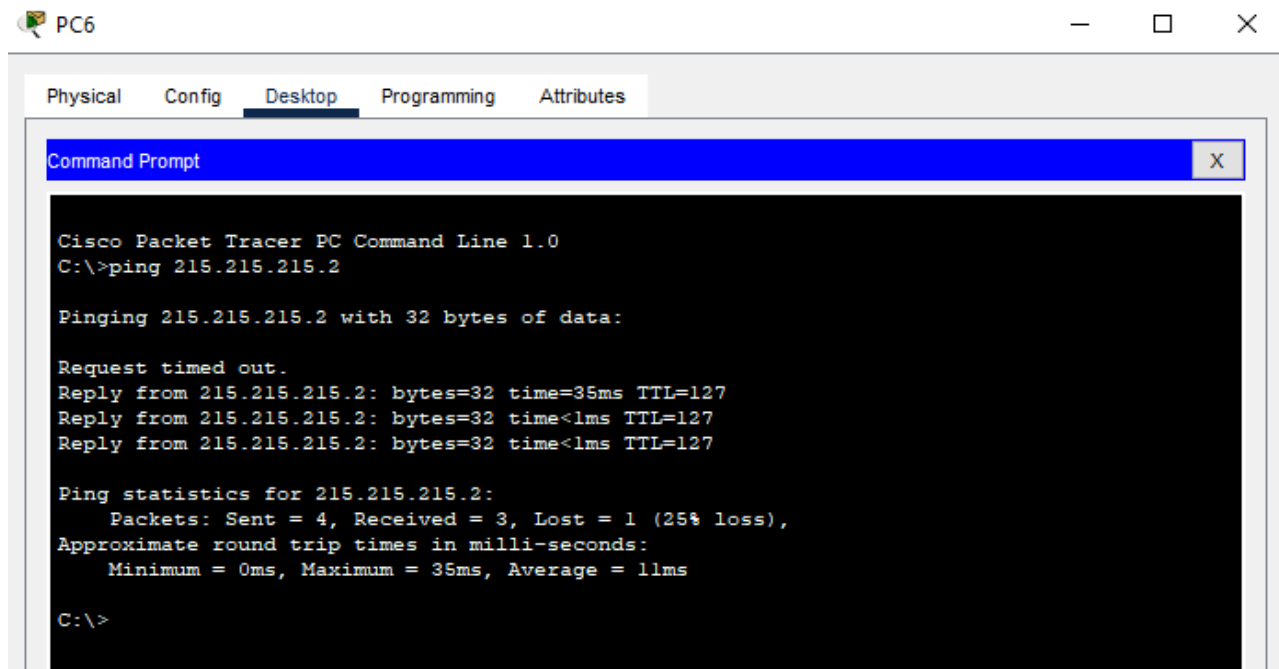 PC6
Physical Config Desktop Programming Attributes
Command Prompt
X
Cisco Packet Tracer PC Command Line 1.0
C:\>ping 215.215.215.2
Pinging 215.215.215.2 with 32 bytes of data:
Request timed out.
Reply from 215.215.215.2: bytes=32 time=35ms TTL=127
Reply from 215.215.215.2: bytes=32 time<1ms TTL=127
Reply from 215.215.215.2: bytes=32 time<1ms TTL=127
Ping statistics for 215.215.215.2:
Packets: Sent = 4, Received = 3, Lost = 1 (25% loss),
Approximate round trip times in milli-seconds:
Minimum = 0ms, Maximum = 35ms, Average = 11ms
C:\>